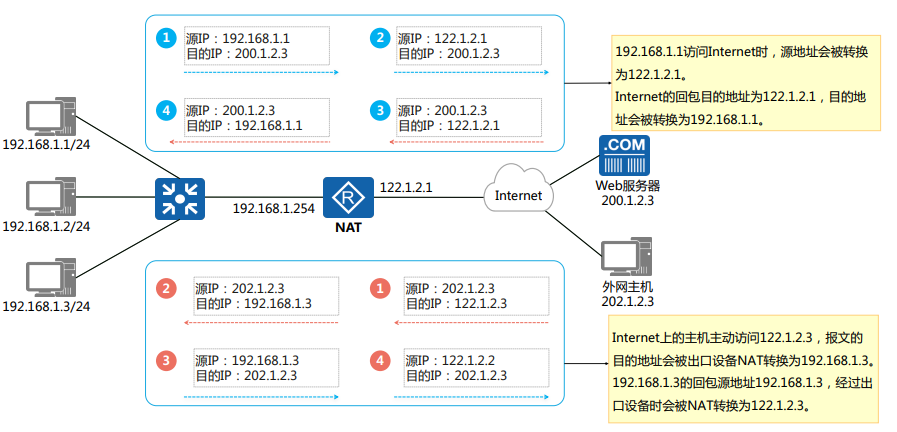 1
源IP：192.168.1.1
目的IP：200.1.2.3
2
源IP：122.1.2.1
目的IP：200.1.2.3
4
源IP：200.1.2.3
目的IP：192.168.1.1
3
源IP：200.1.2.3
目的IP：122.1.2.1
192.168.1.1访问Internet时，源地址会被转换
为122.1.2.1。
Internet的回包目的地址为122.1.2.1，目的地
址会被转换为192.168.1.1。
192.168.1.1/24
192.168.1.2/24
192.168.1.3/24
192.168.1.254
R
NAT
122.1.2.1
Internet
.COM
Web服务器
200.1.2.3
外网主机
202.1.2.3
2
源IP：202.1.2.3
目的IP：192.168.1.3
1
源IP：202.1.2.3
目的IP：122.1.2.3
3
源IP：192.168.1.3
目的IP：202.1.2.3
4
源IP：122.1.2.2
目的IP：202.1.2.3
Internet上的主机主动访问122.1.2.3，报文的
目的地址会被出口设备NAT转换为192.168.1.3。
192.168.1.3的回包源地址192.168.1.3，经过出
口设备时会被NAT转换为122.1.2.3。